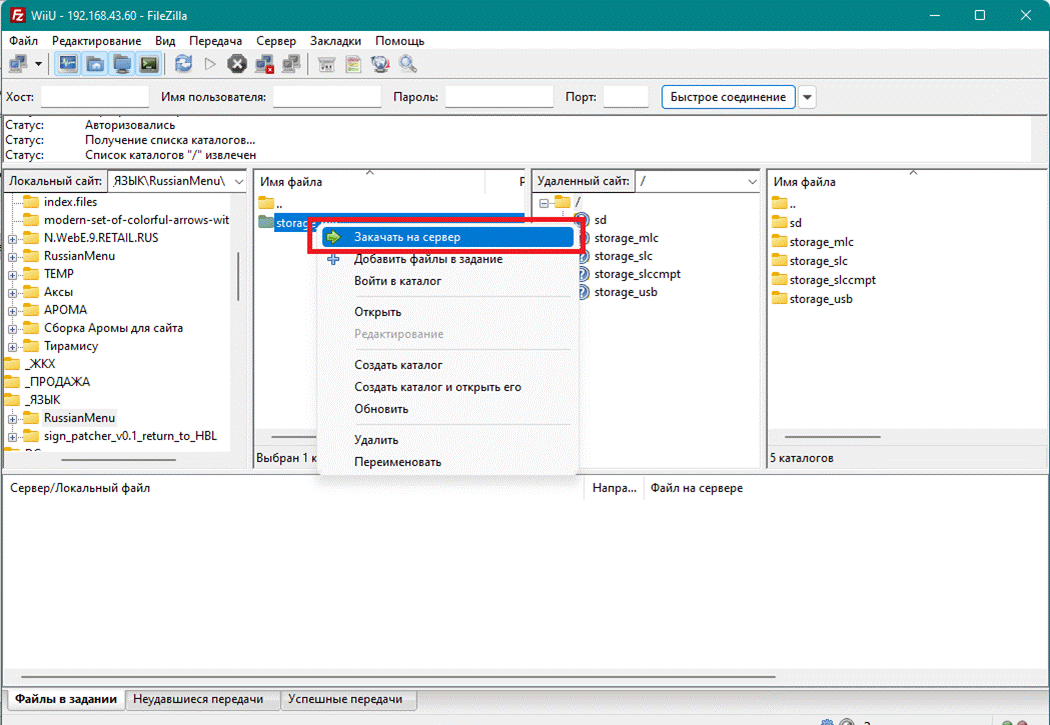 WiiU - 192.168.43.60 - FileZilla
Файл Редактирование Вид Передача Сервер Закладки Помощь
Хост: Имя пользователя: Пароль: Порт: Быстрое соединение
Статус: Авторизовались
Статус: Получение списка каталогов...
Статус: Список каталогов "/" извлечен
Локальный сайт: ЯЗЫК\RussianMenu\
index.files
modern-set-of-colorful-arrows-wit
N.WebE.9.RETAIL.RUS
RussianMenu
TEMP
Аксы
АРОМА
Сборка Аромы для сайта
Тирамису
_ЖКХ
_ПРОДАЖА
_ЯЗЫК
RussianMenu
sign_patcher_v0.1_return_to_HBL
Имя файла Р
..
Выбран 1 к
Закачать на сервер
Добавить файлы в задание
Войти в каталог
Открыть
Редактирование
Создать каталог
Создать каталог и открыть его
Обновить
Удалить
Переименовать
Удаленный сайт: /
/
sd
storage_mlc
storage_slc
storage_slccmpt
storage_usb
Имя файла
..
sd
storage_mlc
storage_slc
storage_slccmpt
storage_usb
5 каталогов
Сервер/Локальный файл Напра... Файл на сервере
Файлы в задании Неудавшиеся передачи Успешные передачи